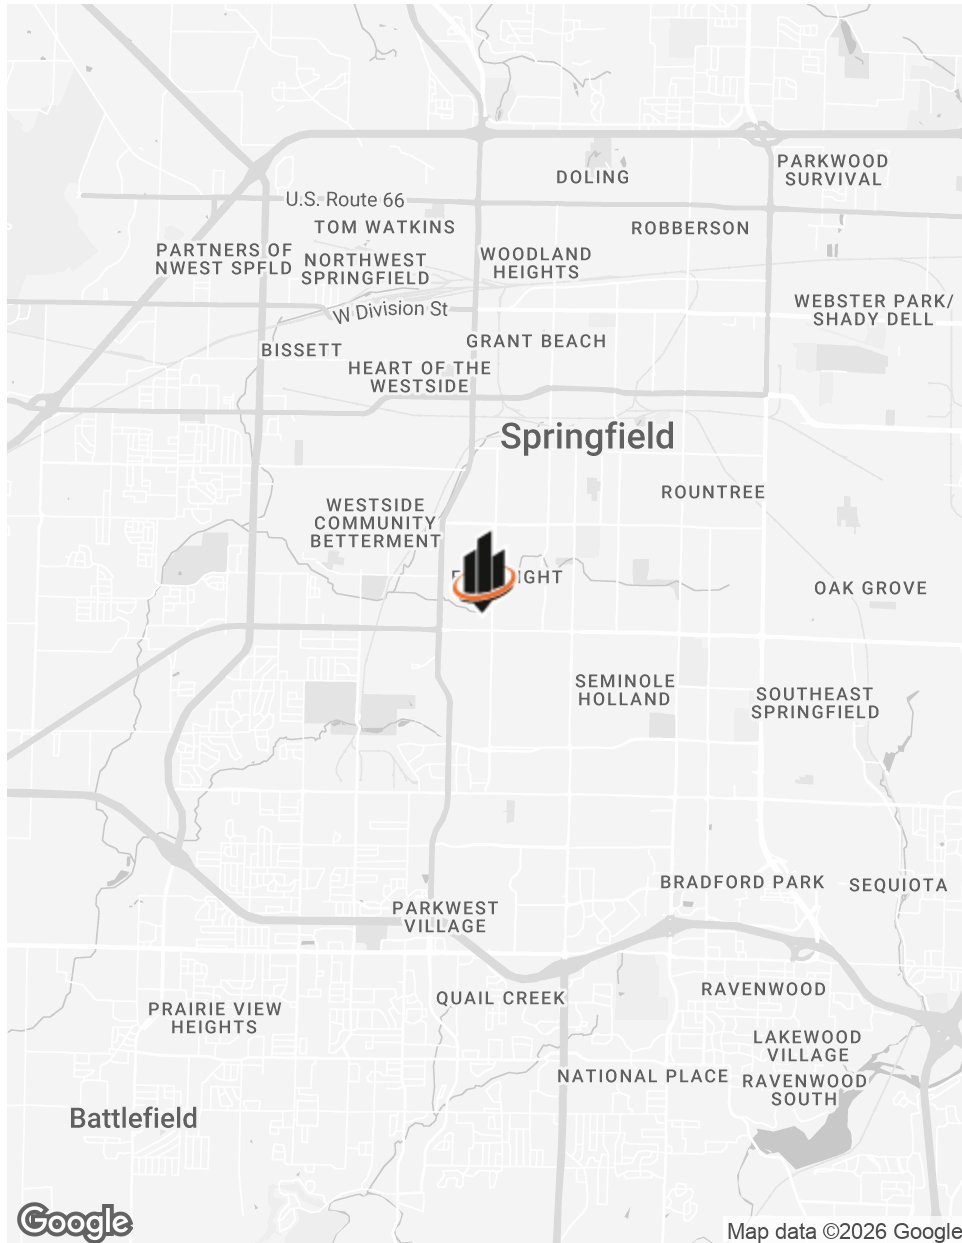 DOLING
PARKWOOD
SURVIVAL
U.S. Route 66
TOM WATKINS
ROBBERSON
PARTNERS OF
NWEST SPFLD
NORTHWEST
SPRINGFIELD
WOODLAND
HEIGHTS
W Division St
WEBSTER PARK/
SHADY DELL
BISSETT
GRANT BEACH
HEART OF THE
WESTSIDE
Springfield
ROUNTREE
WESTSIDE
COMMUNITY
BETTERMENT
OAK GROVE
SEMINOLE
HOLLAND
SOUTHEAST
SPRINGFIELD
BRADFORD PARK
SEQUIOTA
PARKWEST
VILLAGE
QUAIL CREEK
RAVENWOOD
PRAIRIE VIEW
HEIGHTS
LAKEWOOD
VILLAGE
NATIONAL PLACE
RAVENWOOD
SOUTH
Battlefield
Google
Map data ©2026 Google